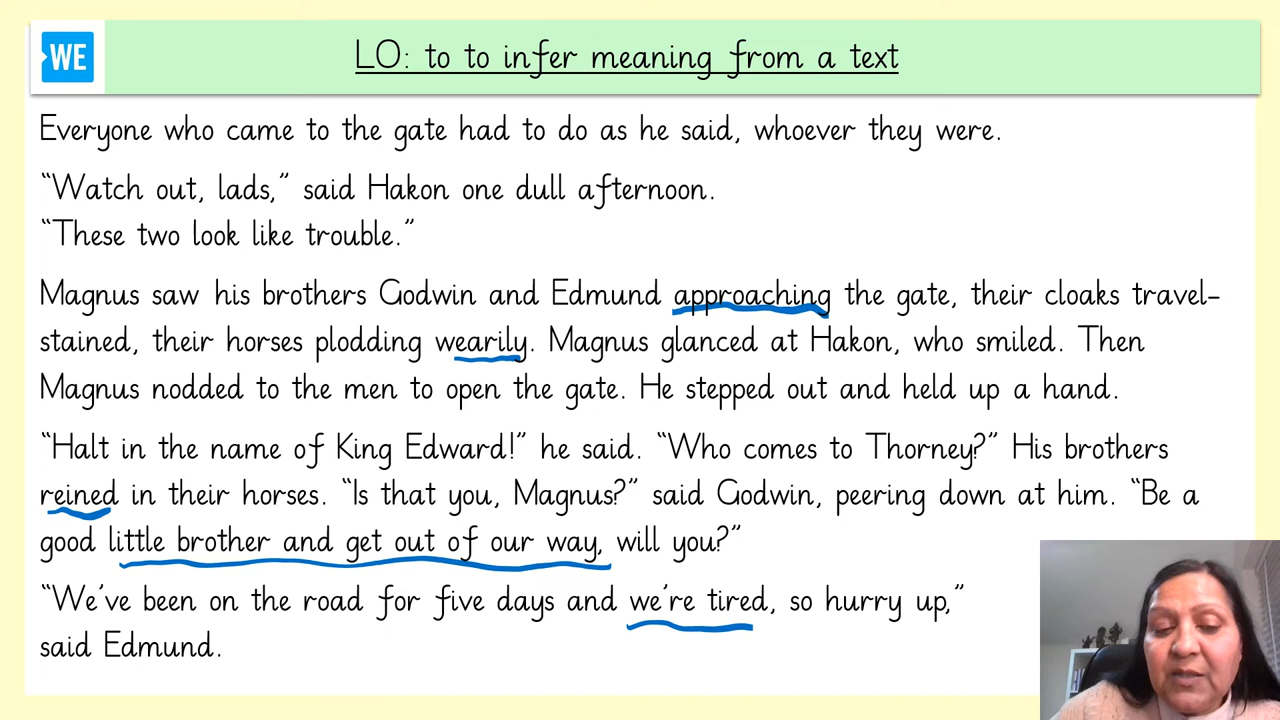 WE
LO: to to infer meaning from a text
Everyone who came to the gate had to do as he said, whoever they were.
“Watch out, lads,” said Hakon one dull afternoon.
“These two look like trouble.”
Magnus saw his brothers Godwin and Edmund approaching the gate, their cloaks travel-
stained, their horses plodding wearily. Magnus glanced at Hakon, who smiled. Then
Magnus nodded to the men to open the gate. He stepped out and held up a hand.
“Halt in the name of King Edward!” he said. “Who comes to Thorney?” His brothers
reined in their horses. “Is that you, Magnus?” said Godwin, peering down at him. “Be a
good little brother and get out of our way, will you?”
“We’ve been on the road for five days and we’re tired, so hurry up,”
said Edmund.